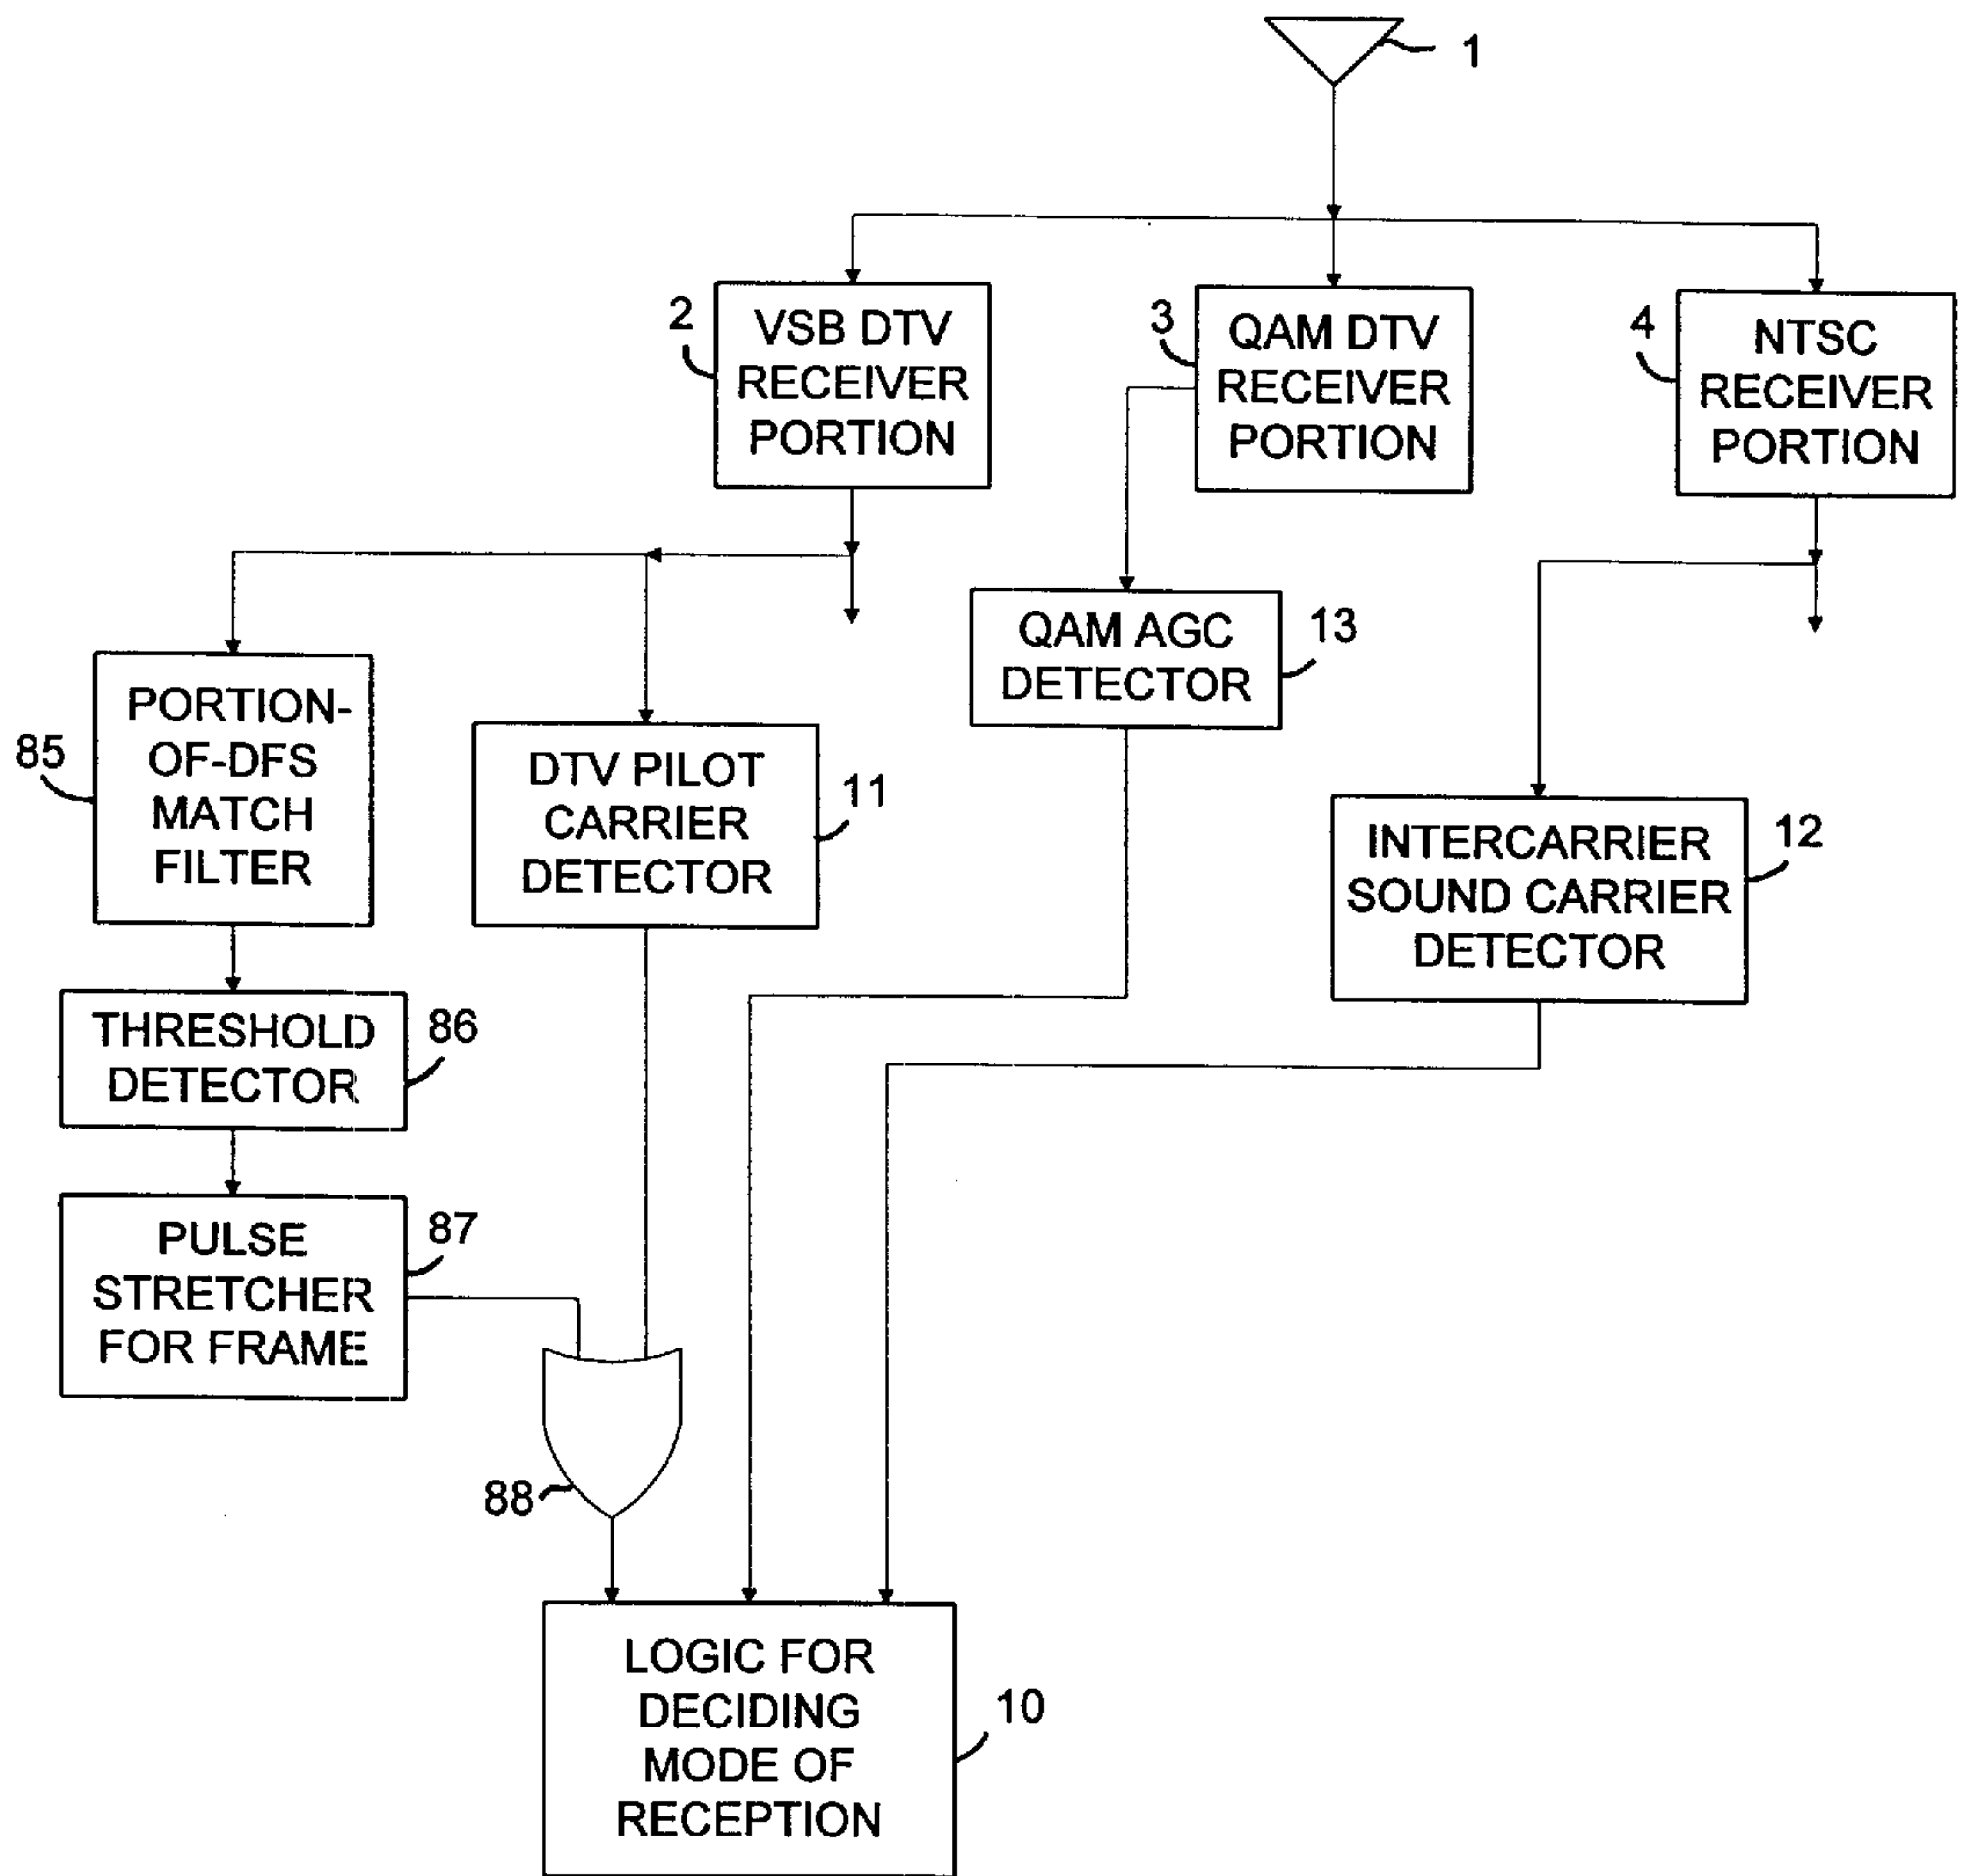 1
2
VSB DTV
RECEIVER
PORTION
3
QAM DTV
RECEIVER
PORTION
4
NTSC
RECEIVER
PORTION
QAM AGC
DETECTOR
13
85
PORTION-
OF-DFS
MATCH
FILTER
DTV PILOT
CARRIER
DETECTOR
11
INTERCARRIER
SOUND CARRIER
DETECTOR
12
THRESHOLD
DETECTOR
86
PULSE
STRETCHER
FOR FRAME
87
88
LOGIC FOR
DECIDING
MODE OF
RECEPTION
10